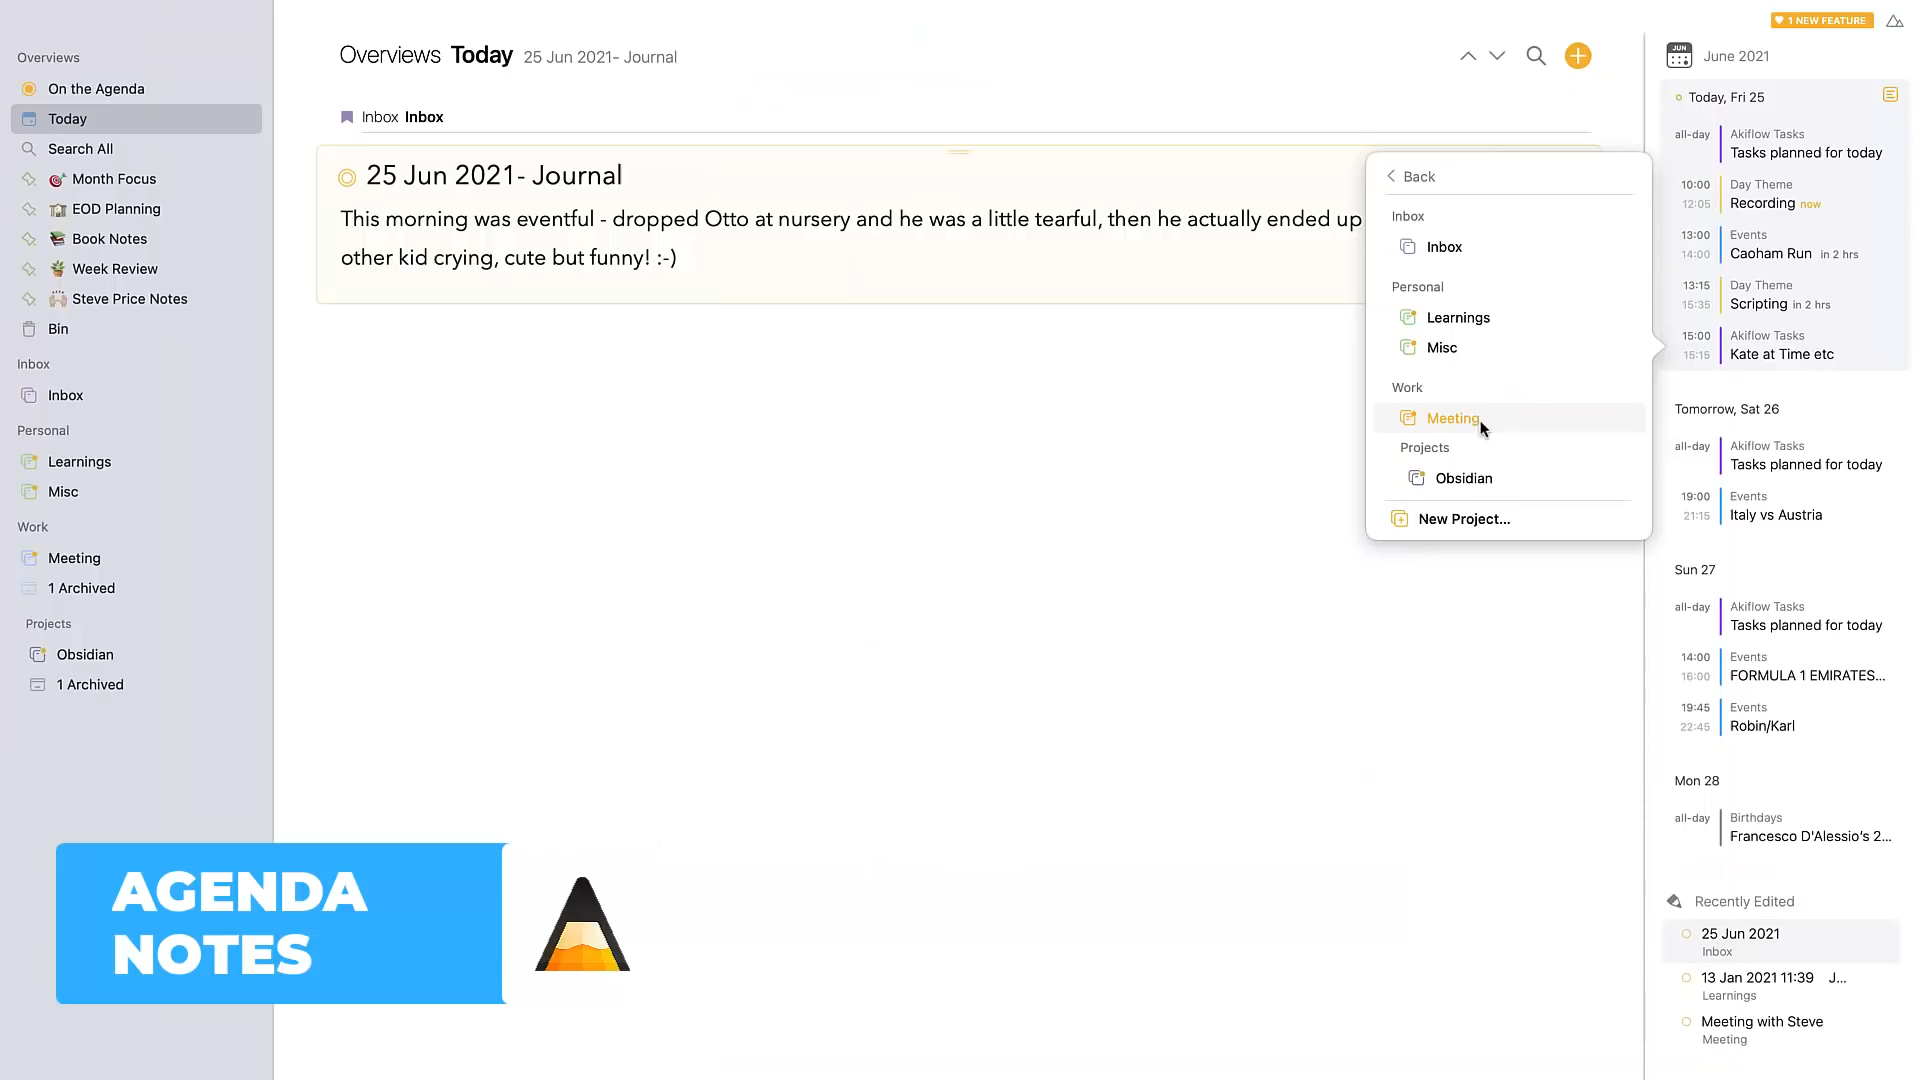 Overviews
On the Agenda
Today
Search All
Month Focus
EOD Planning
Book Notes
Week Review
Steve Price Notes
Bin
Inbox
Inbox
Personal
Learnings
Misc
Work
Meeting
1 Archived
Projects
Obsidian
1 Archived
Overviews Today 25 Jun 2021- Journal
Inbox Inbox
25 Jun 2021- Journal
This morning was eventful - dropped Otto at nursery and he was a little tearful, then he actually ended up
other kid crying, cute but funny! :-)
Back
Inbox
Inbox
Personal
Learnings
Misc
Work
Meeting
Projects
Obsidian
New Project...
1 NEW FEATURE
JUN
June 2021
Today, Fri 25
all-day Akiflow Tasks
Tasks planned for today
10:00 Day Theme
12:05 Recording now
13:00 Events
14:00 Caoham Run in 2 hrs
13:15 Day Theme
15:35 Scripting in 2 hrs
15:00 Akiflow Tasks
15:15 Kate at Time etc
Tomorrow, Sat 26
all-day Akiflow Tasks
Tasks planned for today
19:00 Events
21:15 Italy vs Austria
Sun 27
all-day Akiflow Tasks
Tasks planned for today
14:00 Events
16:00 FORMULA 1 EMIRATES...
19:45 Events
22:45 Robin/Karl
Mon 28
all-day Birthdays
Francesco D'Alessio's 2...
Recently Edited
25 Jun 2021
Inbox
13 Jan 2021 11:39 J...
Learnings
Meeting with Steve
Meeting
AGENDA
NOTES